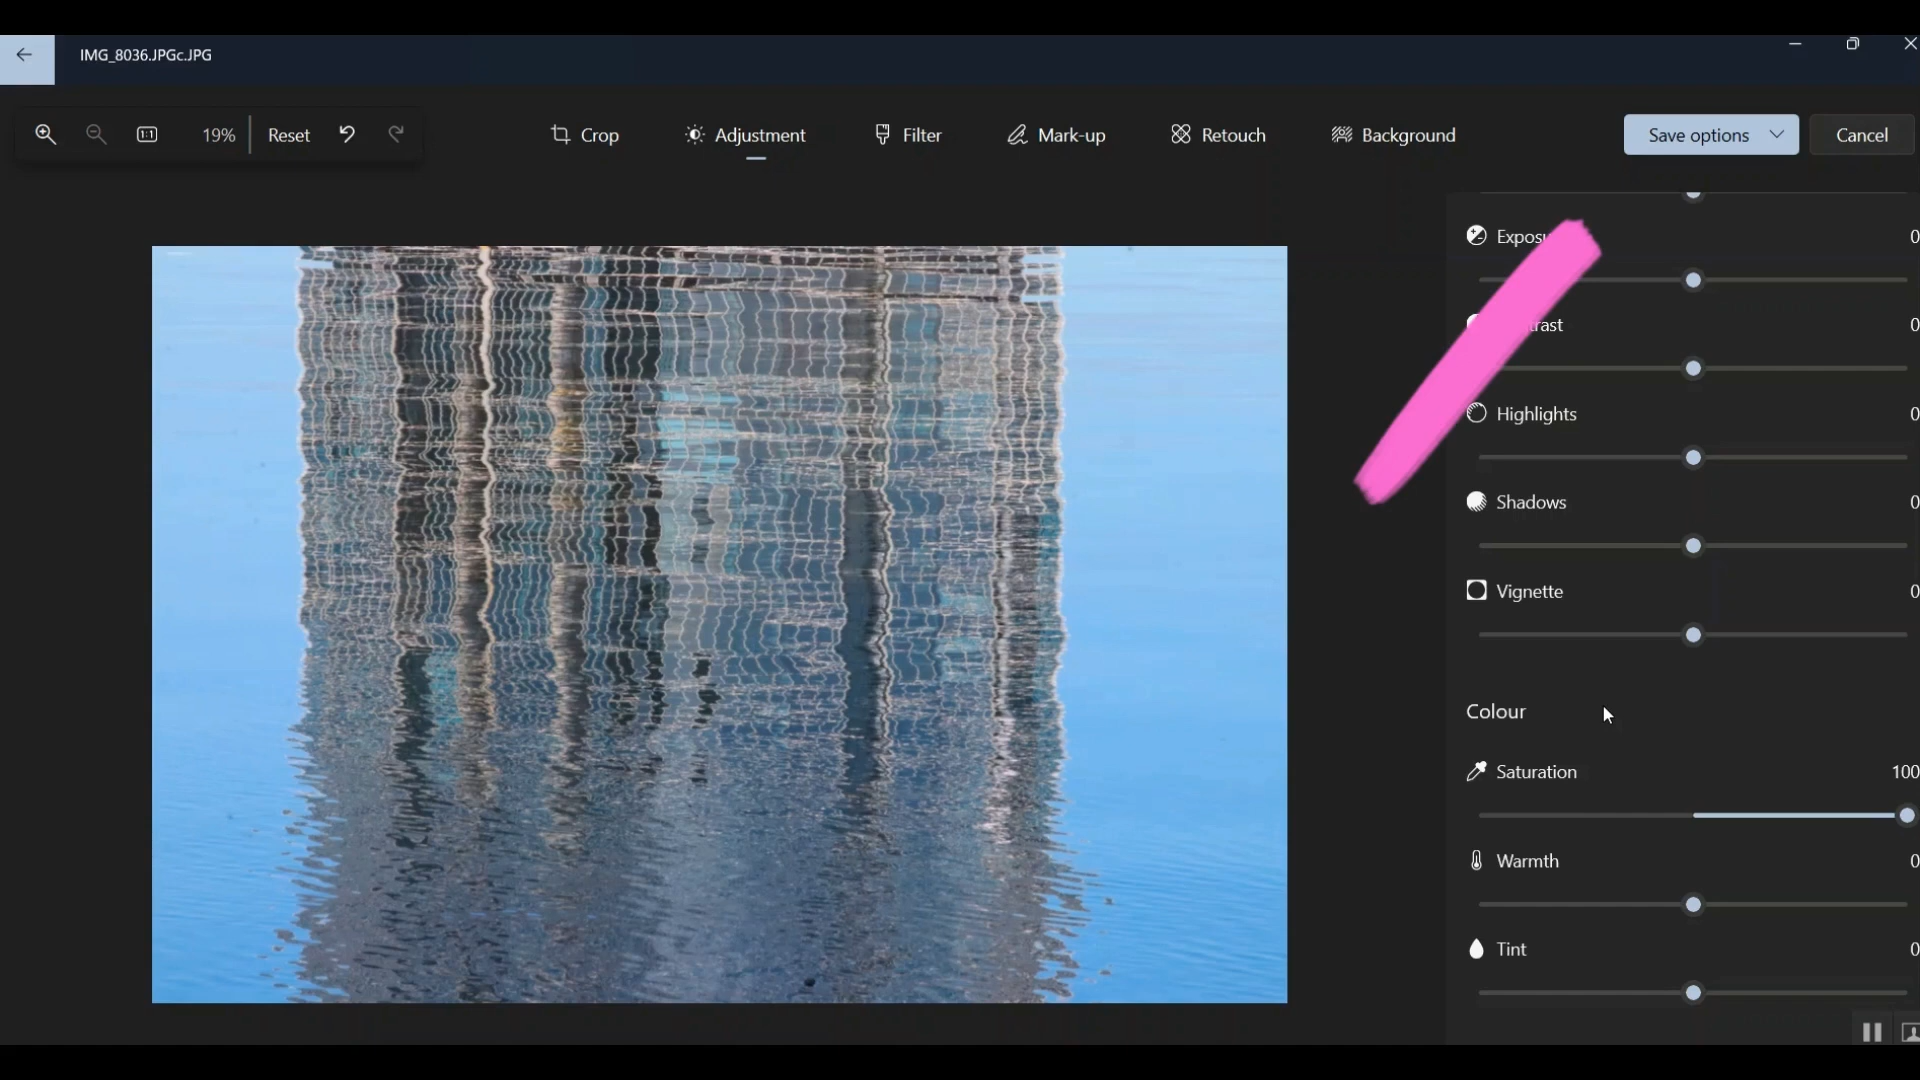 IMG_8036.JPGc.JPG
19% Reset Crop Adjustment Filter Mark-up Retouch Background Save options Cancel
0
0
Highlights 0
Shadows 0
Vignette 0
Colour
Saturation 100
Warmth 0
Tint 0